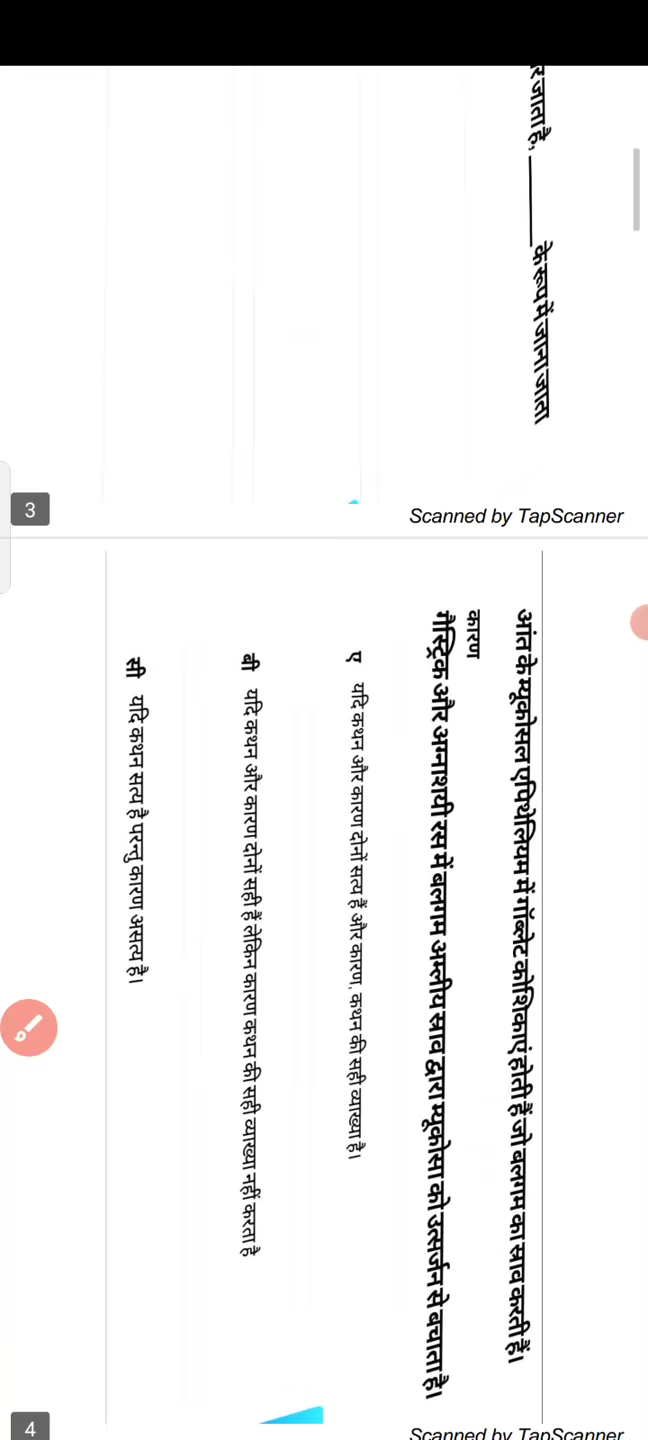 र जाता है, ______ के रूप में जाना जाता
3
Scanned by TapScanner
आंत के म्यूकोसल एपिथेलियम में गॉब्लेट कोशिकाएं होती हैं जो बलगम का स्राव करती हैं।
कारण
गैस्ट्रिक और अग्नाशयी रस में बलगम अम्लीय स्राव द्वारा म्यूकोसा को उत्सर्जन से बचाता है।
ए यदि कथन और कारण दोनों सत्य हैं और कारण, कथन की सही व्याख्या है।
बी यदि कथन और कारण दोनों सही हैं लेकिन कारण कथन की सही व्याख्या नहीं करता है
सी यदि कथन सत्य है परन्तु कारण असत्य है।
4
Scanned by TapScanner